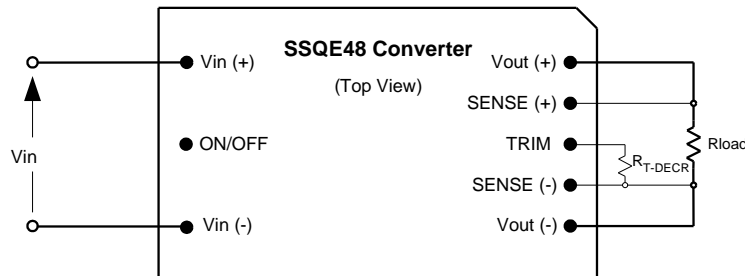 SSQE48 Converter
(Top View)
Vin (+)
Vout (+)
SENSE (+)
ON/OFF
TRIM
Vin
Rload
RT-DECR
SENSE (-)
Vin (-)
Vout (-)